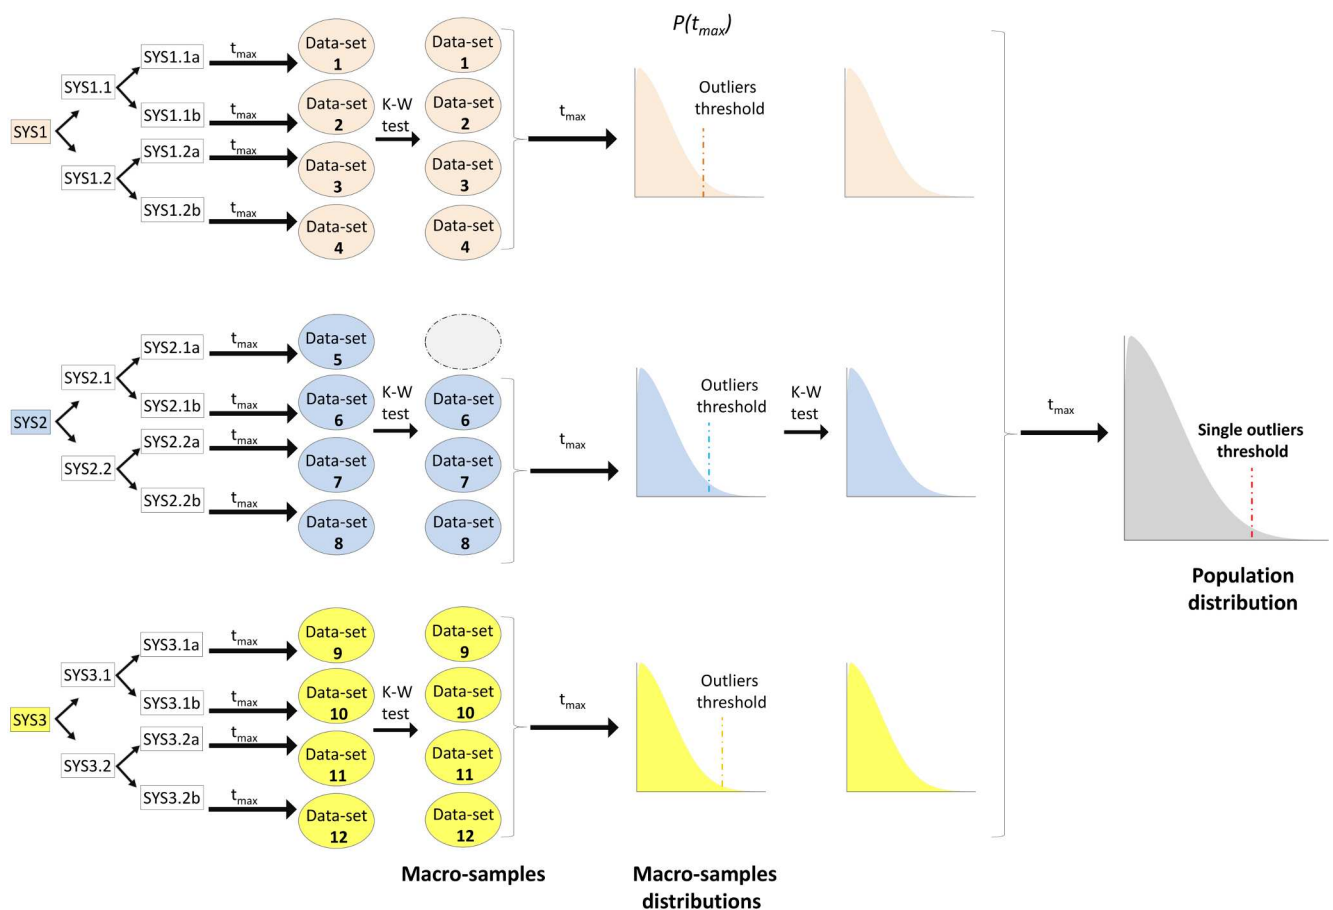 P(tmax)
SYS1
SYS1.1
SYS1.2
SYS1.1a
SYS1.1b
SYS1.2a
SYS1.2b
tmax
tmax
tmax
tmax
Data-set
1
Data-set
2
Data-set
3
Data-set
4
K-W
test
Data-set
1
Data-set
2
Data-set
3
Data-set
4
tmax
Outliers
threshold
SYS2
SYS2.1
SYS2.2
SYS2.1a
SYS2.1b
SYS2.2a
SYS2.2b
tmax
tmax
tmax
tmax
Data-set
5
Data-set
6
Data-set
7
Data-set
8
K-W
test
Data-set
6
Data-set
7
Data-set
8
tmax
Outliers
threshold
K-W
test
tmax
Single outliers
threshold
Population
distribution
SYS3
SYS3.1
SYS3.2
SYS3.1a
SYS3.1b
SYS3.2a
SYS3.2b
tmax
tmax
tmax
tmax
Data-set
9
Data-set
10
Data-set
11
Data-set
12
K-W
test
Data-set
9
Data-set
10
Data-set
11
Data-set
12
tmax
Outliers
threshold
Macro-samples
Macro-samples
distributions